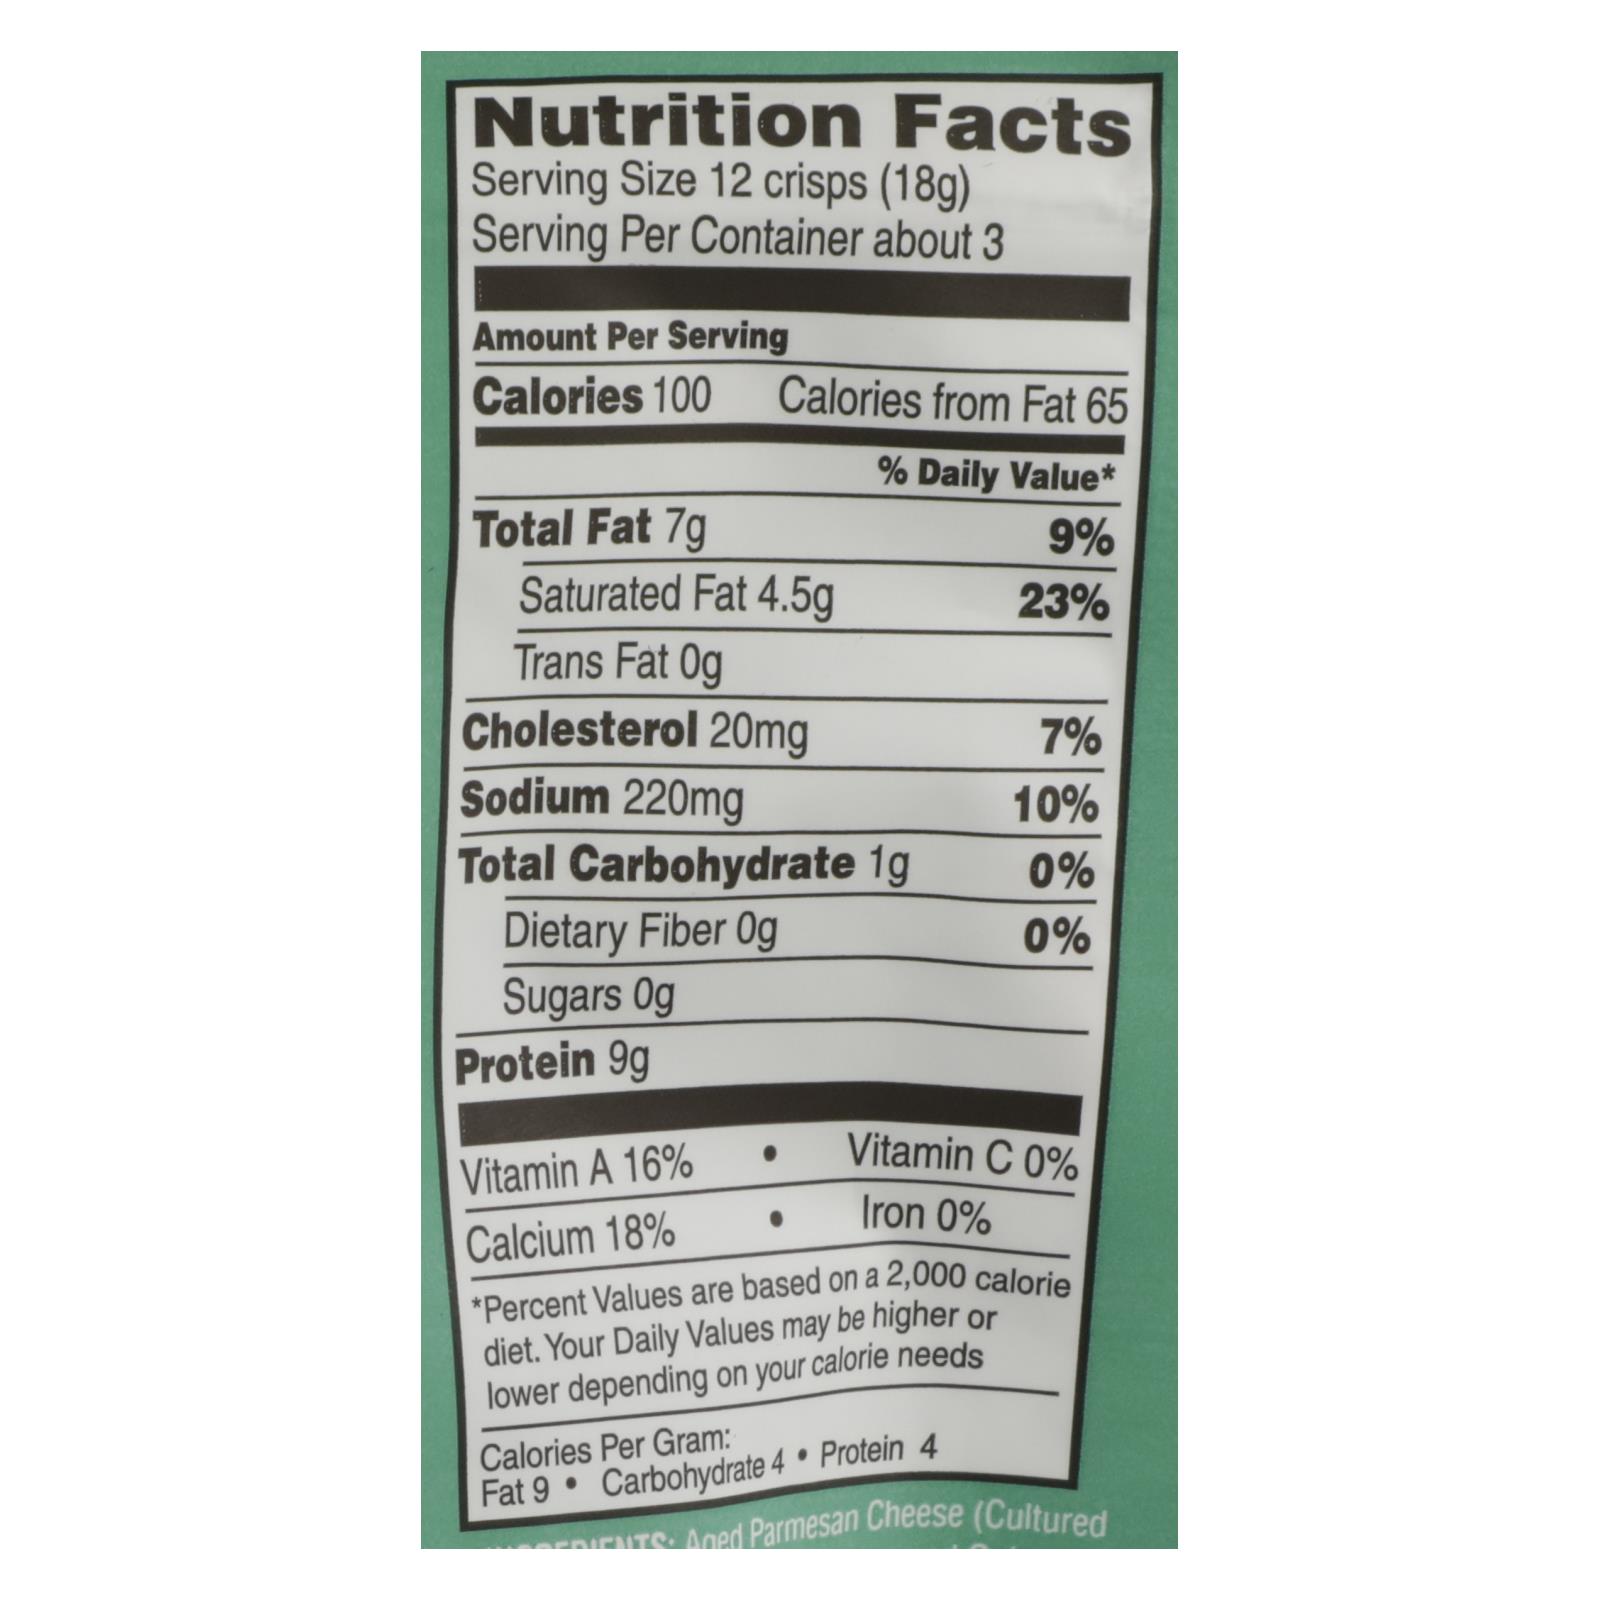 Nutrition Facts
Serving Size 12 crisps (18g)
Serving Per Container about 3
Amount Per Serving
Calories 100 Calories from Fat 65
% Daily Value*
Total Fat 7g 9%
Saturated Fat 4.5g 23%
Trans Fat 0g
Cholesterol 20mg 7%
Sodium 220mg 10%
Total Carbohydrate 1g 0%
Dietary Fiber 0g 0%
Sugars 0g
Protein 9g
Vitamin A 16% • Vitamin C 0%
Calcium 18% • Iron 0%
*Percent Values are based on a 2,000 calorie
diet. Your Daily Values may be higher or
lower depending on your calorie needs
Calories Per Gram:
Fat 9 • Carbohydrate 4 • Protein 4
INGREDIENTS: Aged Parmesan Cheese (Cultured